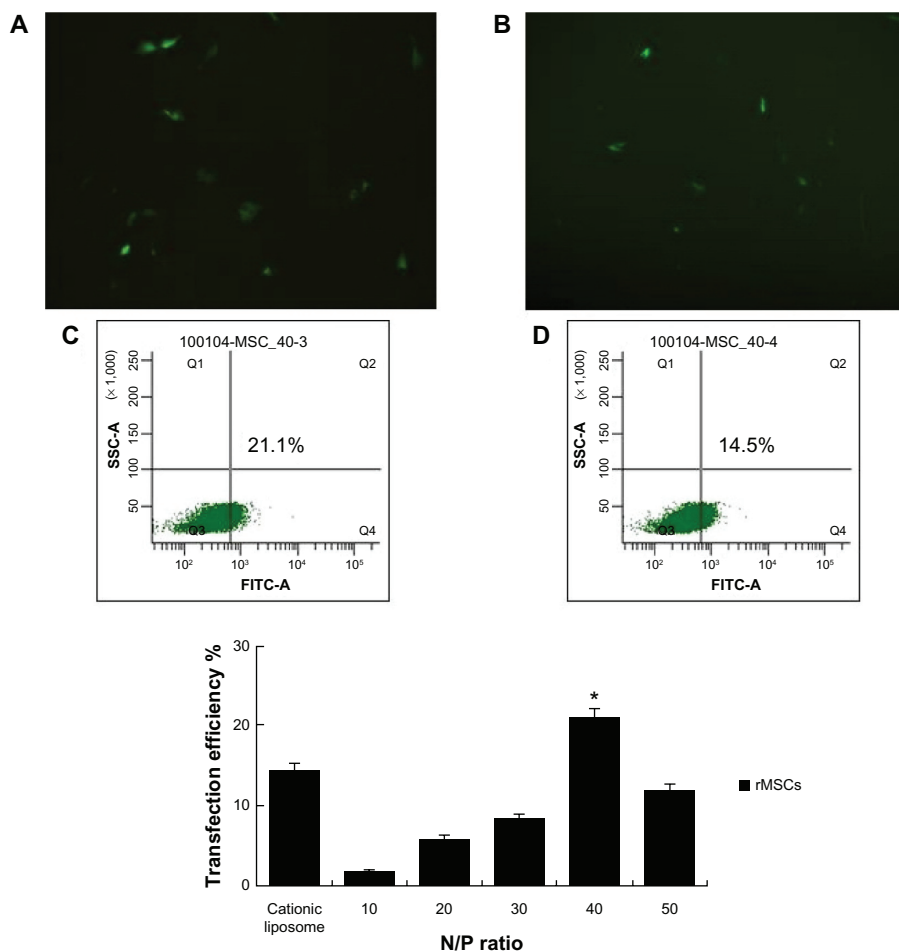 A
B
C
100104-MSC_40-3
Q1
Q2
SSC-A
(× 1,000)
250
200
150
100
50
21.1%
Q3
Q4
10²
10³
10⁴
10⁵
FITC-A
D
100104-MSC_40-4
Q1
Q2
SSC-A
(× 1,000)
250
200
150
100
50
14.5%
Q3
Q4
10²
10³
10⁴
10⁵
FITC-A
Transfection efficiency %
30
20
10
0
*
rMSCs
Cationic
liposome
10
20
30
40
50
N/P ratio